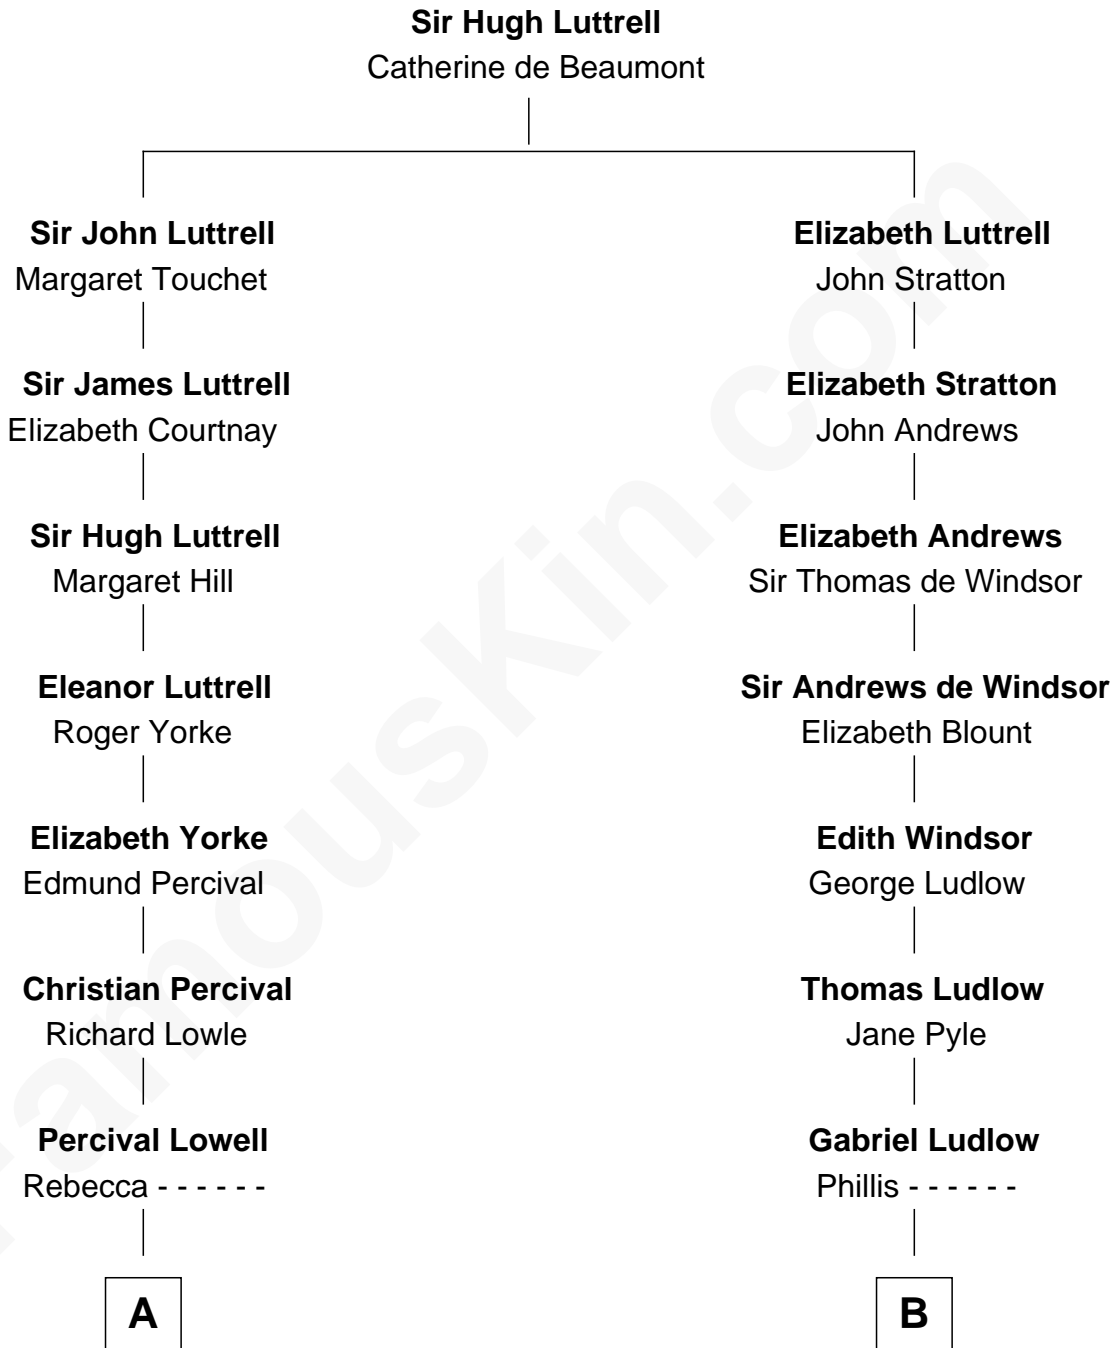 Sir Hugh Luttrell
Catherine de Beaumont
Sir John Luttrell
Margaret Touchet
Sir James Luttrell
Elizabeth Courtnay
Sir Hugh Luttrell
Margaret Hill
Eleanor Luttrell
Roger Yorke
Elizabeth Yorke
Edmund Percival
Christian Percival
Richard Lowle
Percival Lowell
Rebecca - - - - - -
A
Elizabeth Luttrell
John Stratton
Elizabeth Stratton
John Andrews
Elizabeth Andrews
Sir Thomas de Windsor
Sir Andrews de Windsor
Elizabeth Blount
Edith Windsor
George Ludlow
Thomas Ludlow
Jane Pyle
Gabriel Ludlow
Phillis - - - - - -
B
FamousKin.com